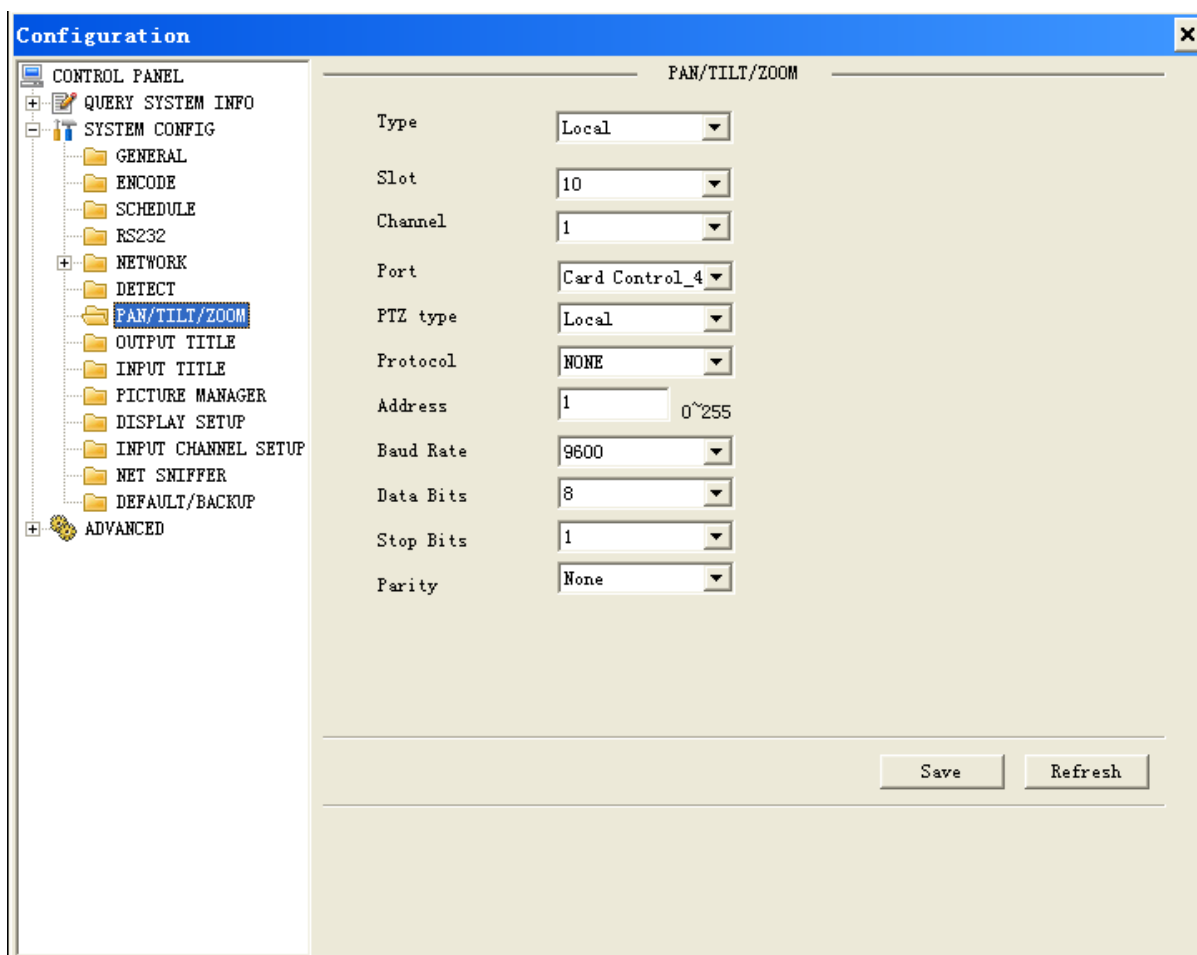 Configuration
CONTROL PANEL
QUERY SYSTEM INFO
SYSTEM CONFIG
GENERAL
ENCODE
SCHEDULE
RS232
NETWORK
DETECT
PAN/TILT/ZOOM
OUTPUT TITLE
INPUT TITLE
PICTURE MANAGER
DISPLAY SETUP
INPUT CHANNEL SETUP
NET SNIFFER
DEFAULT/BACKUP
ADVANCED
PAN/TILT/ZOOM
Type Local
Slot 10
Channel 1
Port Card Control_4
PTZ type Local
Protocol NONE
Address 1 0~255
Baud Rate 9600
Data Bits 8
Stop Bits 1
Parity None
Save Refresh